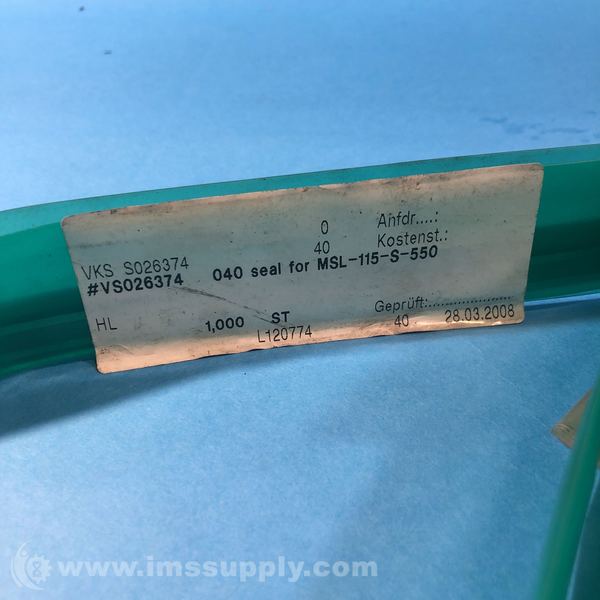 0 Anfdr....:
VKS S026374 40 Kostenst.:
#VS026374 040 seal for MSL-115-S-550
HL 1,000 ST Geprüft:....................
L120774 40 28.03.2008
www.imssupply.com